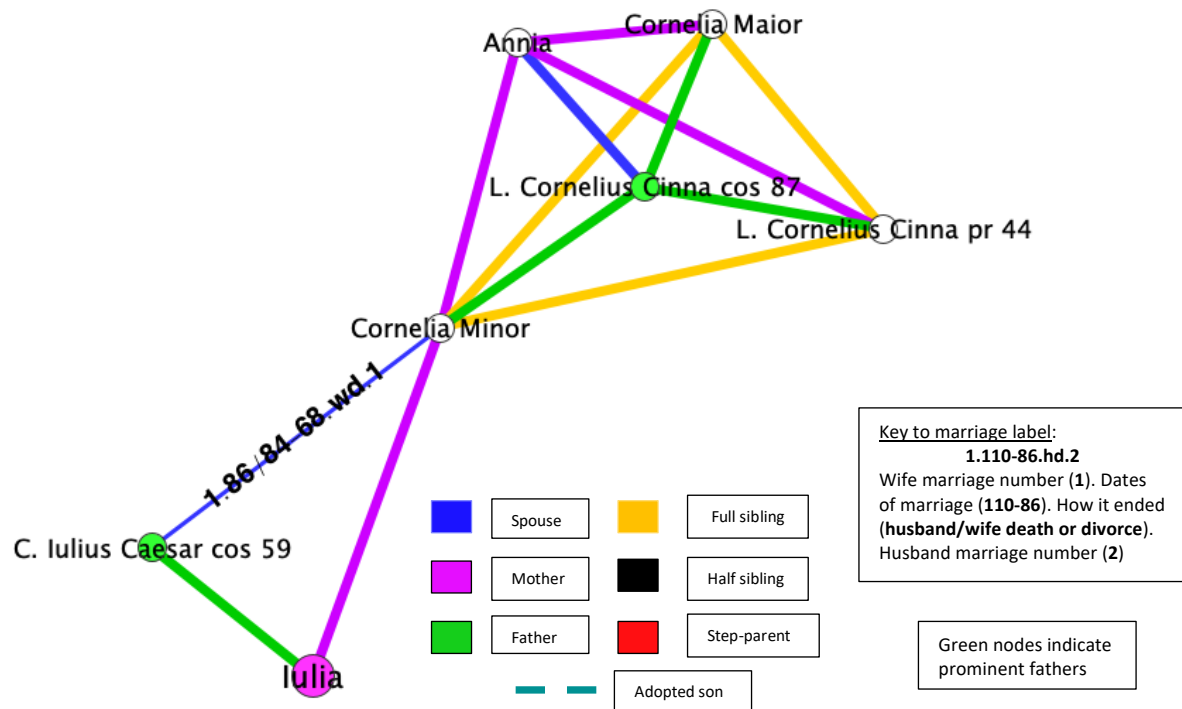 Cornelia Maior
Annia
L. Cornelius Cinna cos 87
L. Cornelius Cinna pr 44
Cornelia Minor
1.86/84_68.wd.1
C. Iulius Caesar cos 59
Iulia
Key to marriage label:
1.110-86.hd.2
Wife marriage number (1). Dates
of marriage (110-86). How it ended
(husband/wife death or divorce).
Husband marriage number (2)
Spouse
Full sibling
Mother
Half sibling
Father
Step-parent
Adopted son
Green nodes indicate
prominent fathers